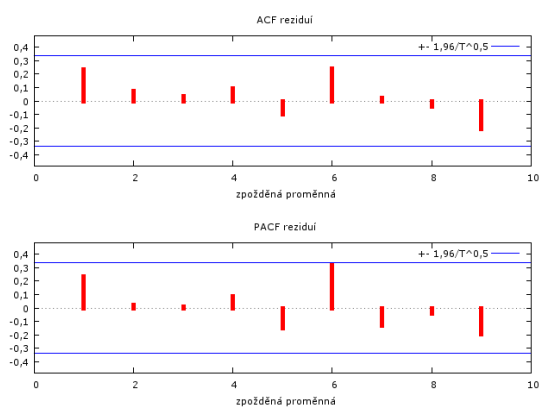 ACF reziduí
+- 1,96/T^0,5
0,4
0,3
0,2
0,1
0
-0,1
-0,2
-0,3
-0,4
0 2 4 6 8 10
zpožděná proměnná
PACF reziduí
+- 1,96/T^0,5
0,4
0,3
0,2
0,1
0
-0,1
-0,2
-0,3
-0,4
0 2 4 6 8 10
zpožděná proměnná